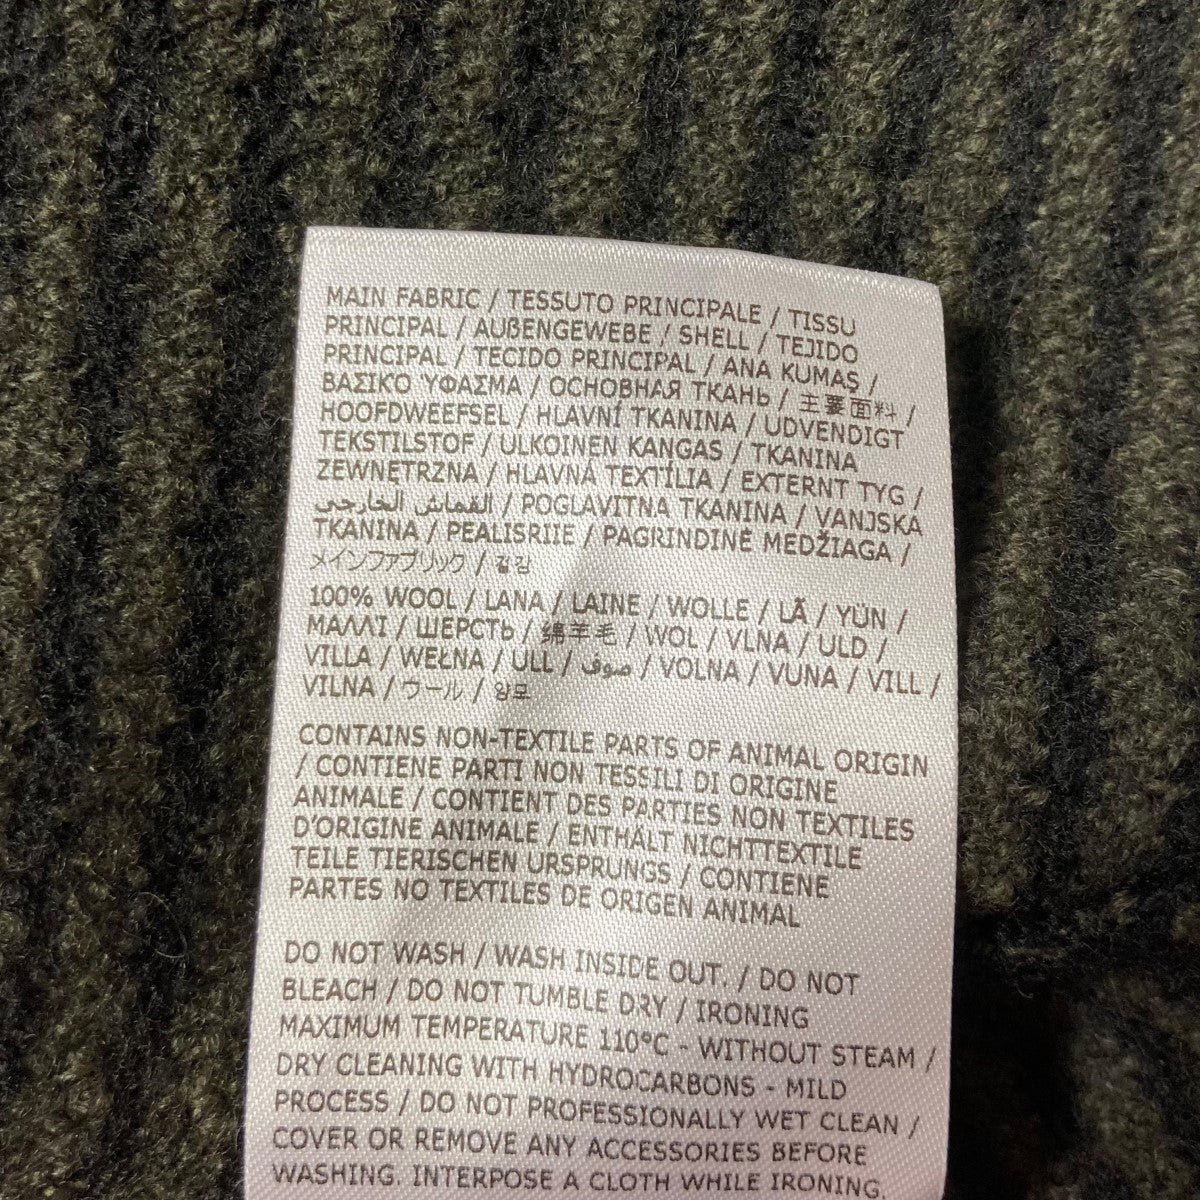 MAIN FABRIC / TESSUTO PRINCIPALE / TISSU
PRINCIPAL / AUßENGEWEBE / SHELL / TEJIDO
PRINCIPAL / TECIDO PRINCIPAL / ANA KUMAŞ /
ΒΑΣΙΚΟ ΥΦΑΣΜΑ / ОСНОВНАЯ ТКАНЬ / 主要面料 /
HOOFDWEEFSEL / HLAVNÍ TKANINA / UDVENDIGT
TEKSTILSTOF / ULKOINEN KANGAS / TKANINA
ZEWNĘTRZNA / HLAVNÁ TEXTÍLIA / EXTERNT TYG /
القماش الخارجي / POGLAVITNA TKANINA / VANJSKA
TKANINA / PEALISRIIE / PAGRINDINĖ MEDŽIAGA /
メインファブリック / 겉감
100% WOOL / LANA / LAINE / WOLLE / LÃ / YÜN /
ΜΑΛΛΙ / ШЕРСТЬ / 绵羊毛 / WOL / VLNA / ULD /
VILLA / WEŁNA / ULL / صوف / VOLNA / VUNA / VILL /
VILNA / ウール / 양모
CONTAINS NON-TEXTILE PARTS OF ANIMAL ORIGIN
/ CONTIENE PARTI NON TESSILI DI ORIGINE
ANIMALE / CONTIENT DES PARTIES NON TEXTILES
D'ORIGINE ANIMALE / ENTHÄLT NICHTTEXTILE
TEILE TIERISCHEN URSPRUNGS / CONTIENE
PARTES NO TEXTILES DE ORIGEN ANIMAL
DO NOT WASH / WASH INSIDE OUT. / DO NOT
BLEACH / DO NOT TUMBLE DRY / IRONING
MAXIMUM TEMPERATURE 110°C - WITHOUT STEAM /
DRY CLEANING WITH HYDROCARBONS - MILD
PROCESS / DO NOT PROFESSIONALLY WET CLEAN /
COVER OR REMOVE ANY ACCESSORIES BEFORE
WASHING. INTERPOSE A CLOTH WHILE IRONING.